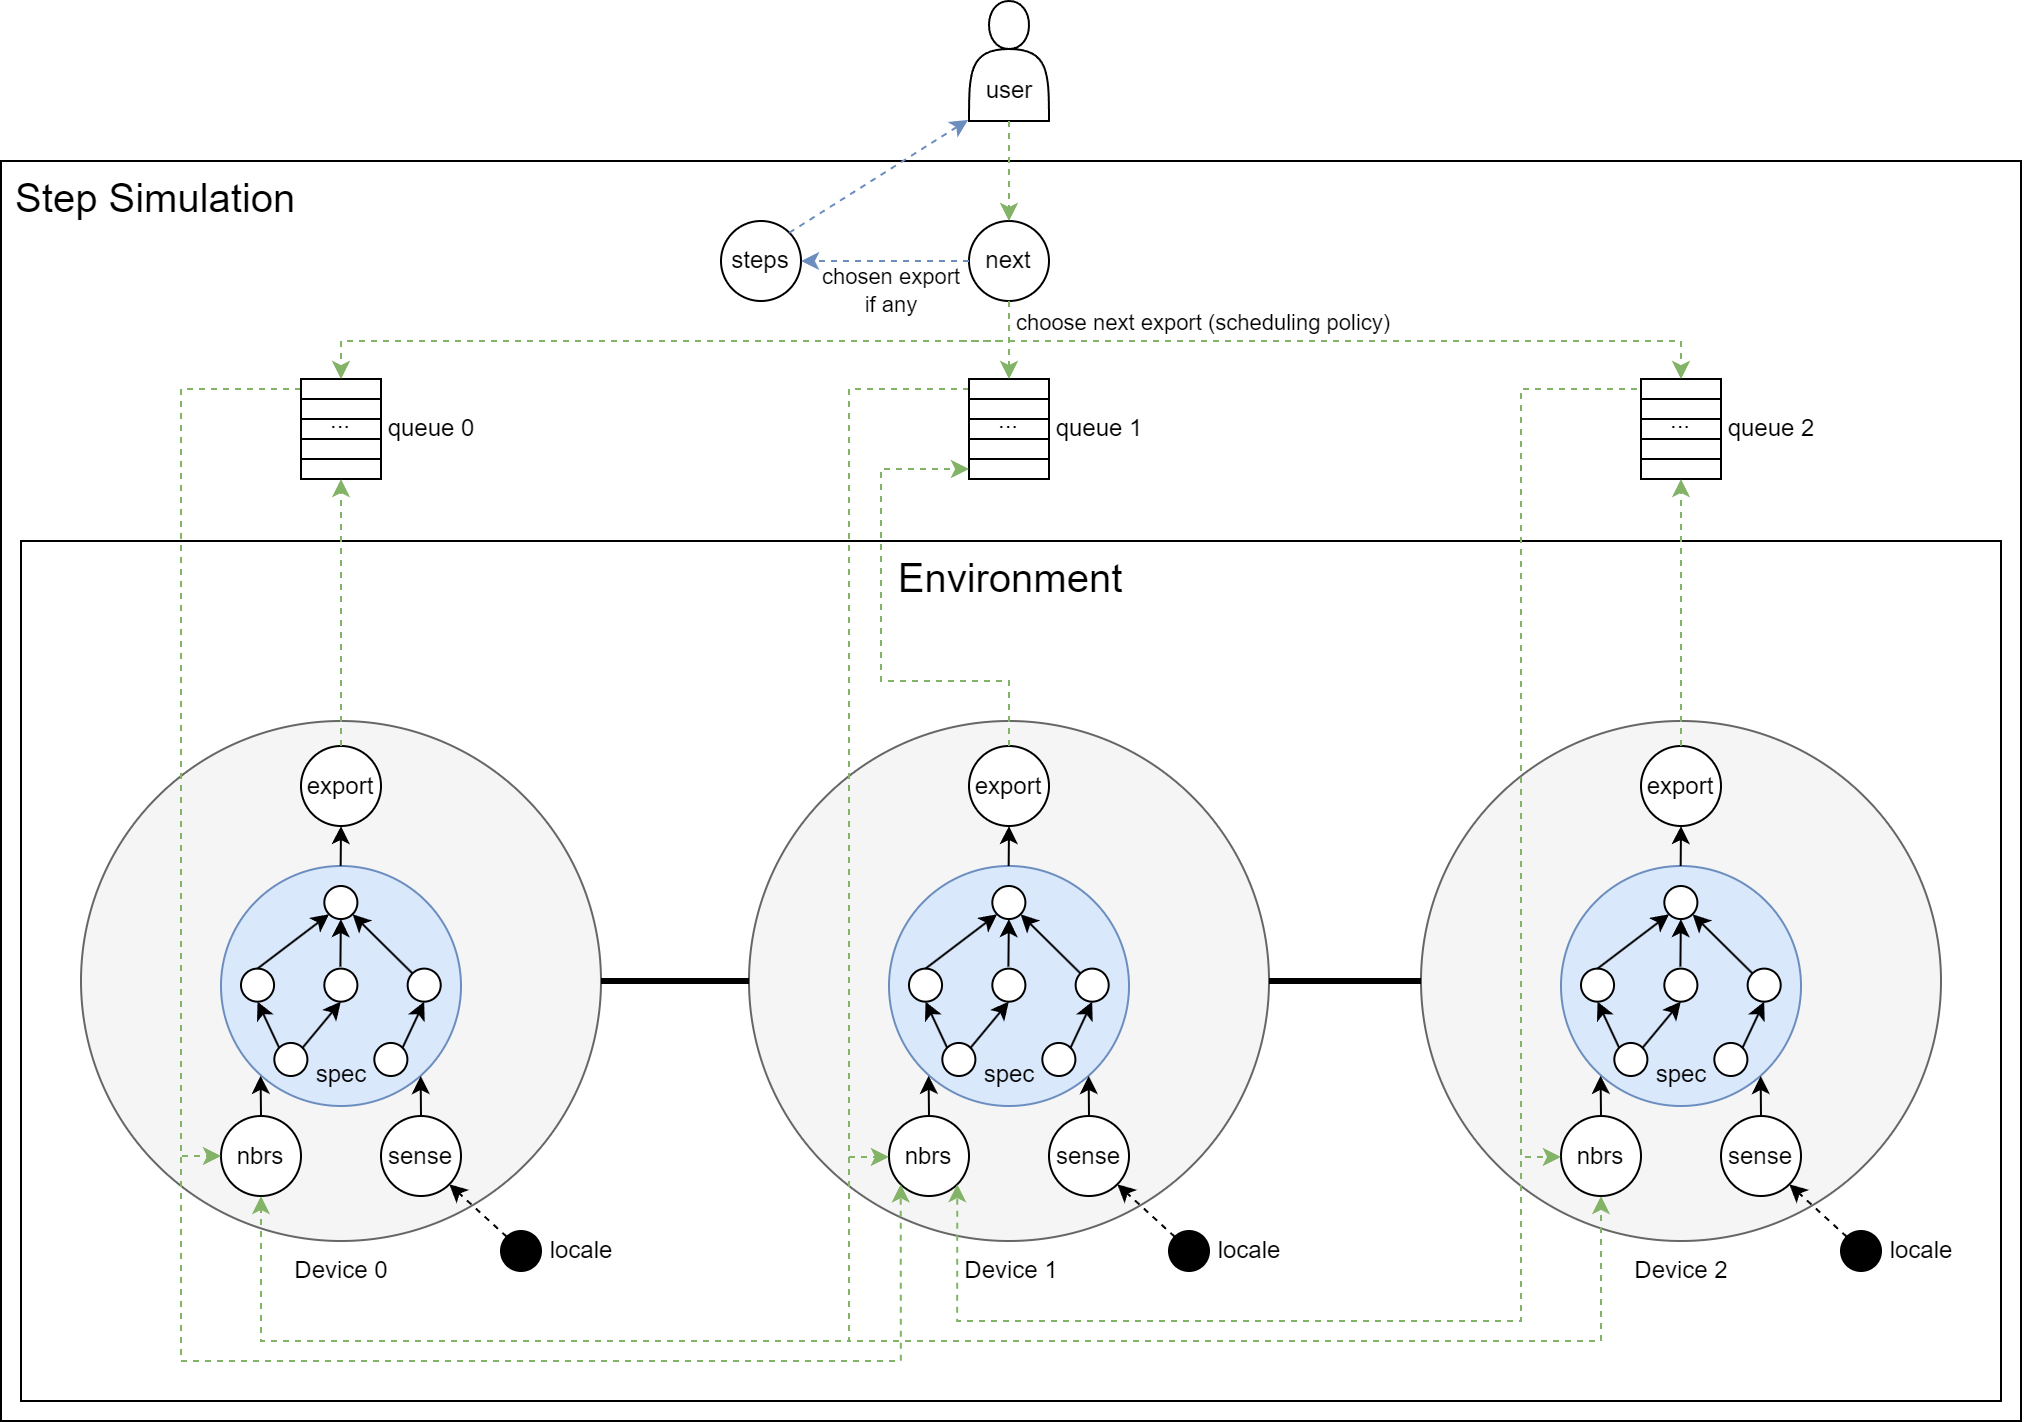 user
Step Simulation
steps
next
chosen export
if any
choose next export (scheduling policy)
...
queue 0
...
queue 1
...
queue 2
Environment
export
export
export
spec
spec
spec
nbrs
sense
nbrs
sense
nbrs
sense
locale
locale
locale
Device 0
Device 1
Device 2